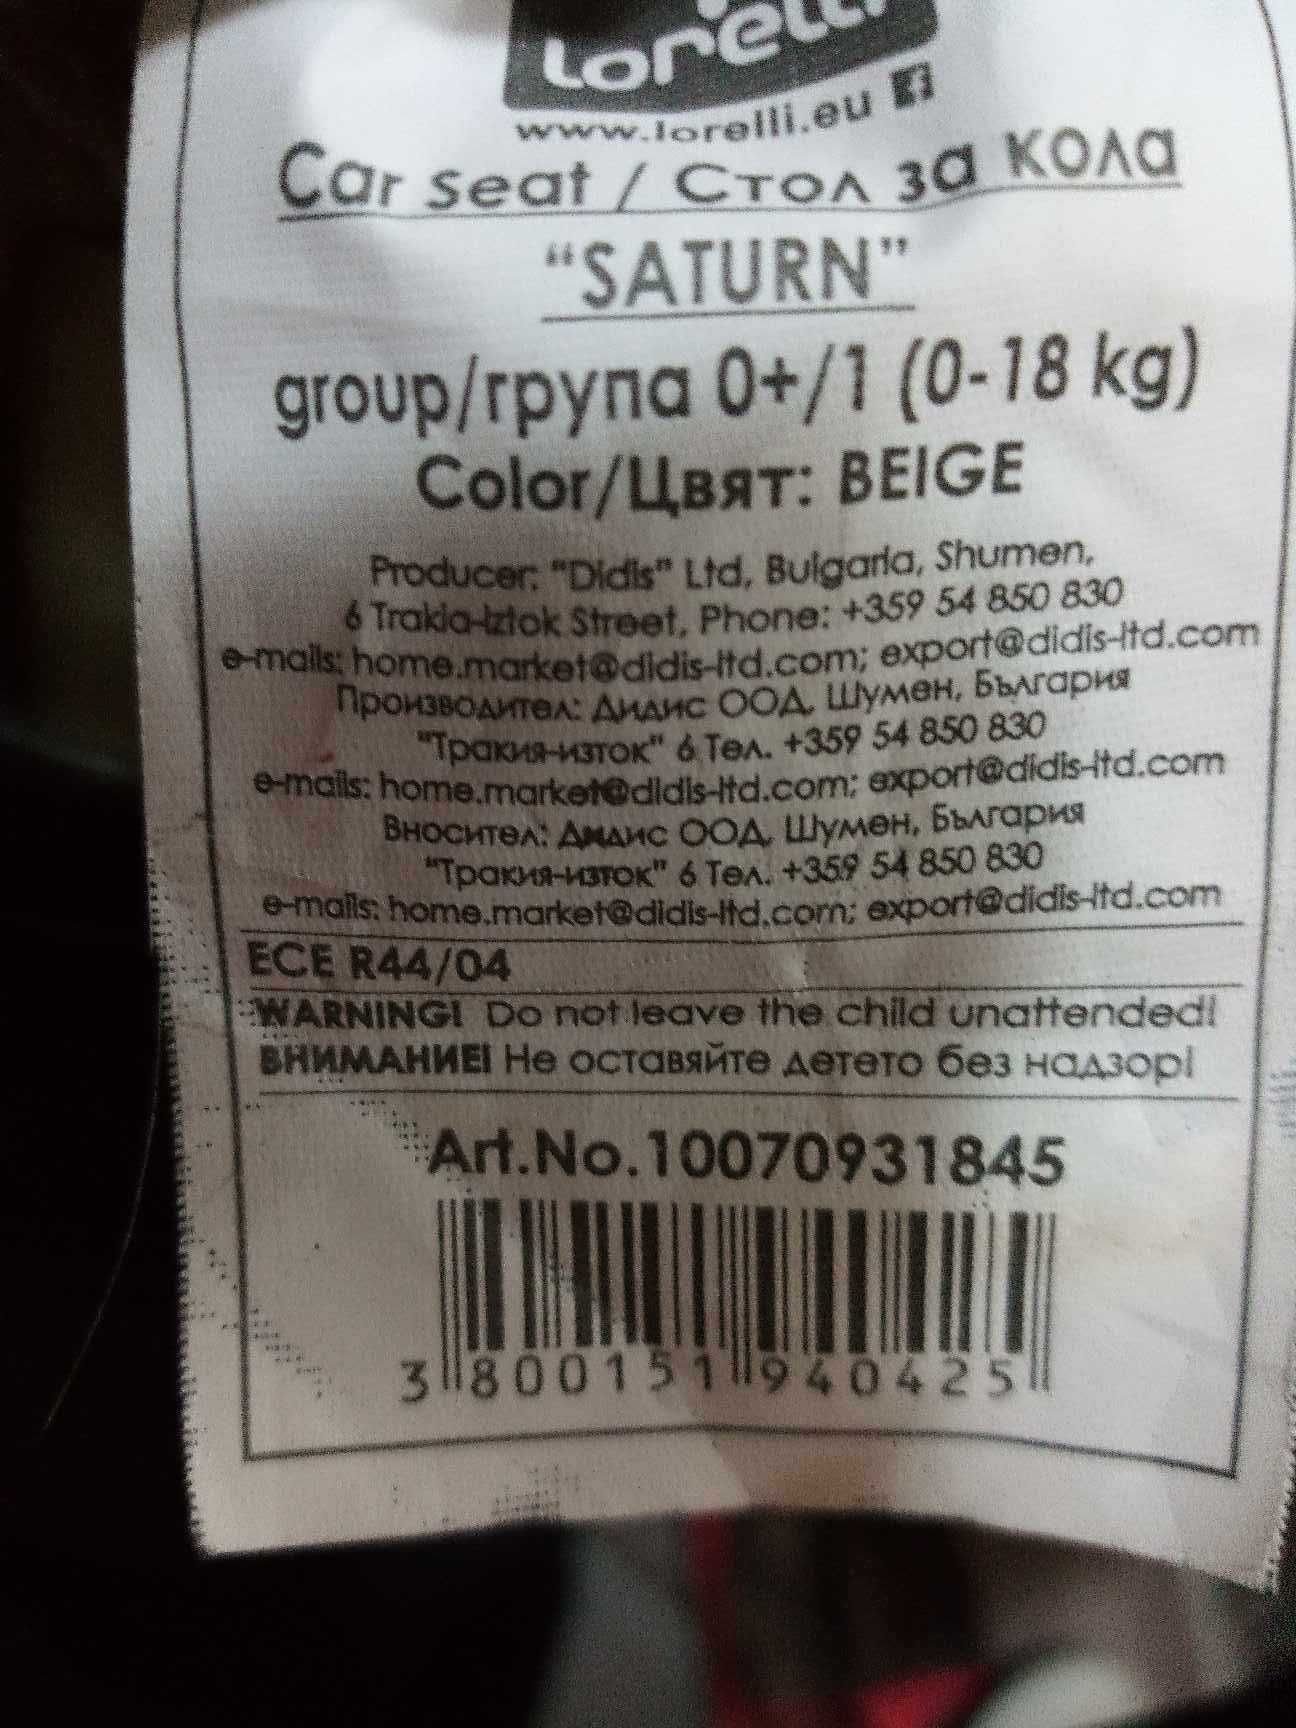 lorelli
www.lorelli.eu
Car seat / Стол за кола
"SATURN"
group/група 0+/1 (0-18 kg)
Color/Цвят: BEIGE
Producer: "Didis" Ltd, Bulgaria, Shumen,
6 Trakia-Iztok Street, Phone: +359 54 850 830
e-mails: home.market@didis-ltd.com; export@didis-ltd.com
Производител: Дидис ООД, Шумен, България
"Тракия-изток" 6 Тел. +359 54 850 830
e-mails: home.market@didis-ltd.com; export@didis-ltd.com
Вносител: Дидис ООД, Шумен, България
"Тракия-изток" 6 Тел. +359 54 850 830
e-mails: home.market@didis-ltd.com; export@didis-ltd.com
ECE R44/04
WARNING! Do not leave the child unattended!
ВНИМАНИЕ! Не оставяйте детето без надзор!
Art.No.10070931845
3 800151 940425